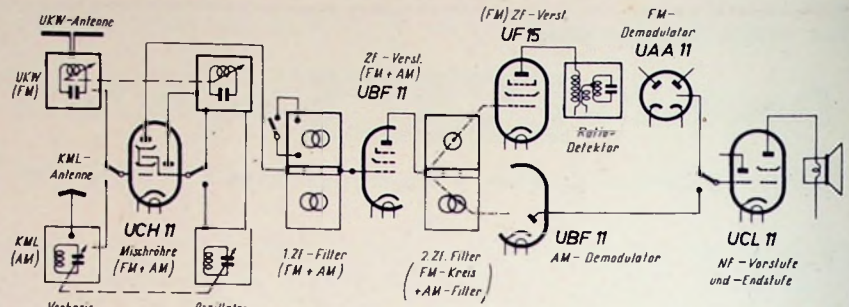 UKW-Antenne
UKW
(FM)
KML-
Antenne
KML
(AM)
UCH 11
Mischröhre
(FM + AM)
1.Zf-Filter
(FM + AM)
Zf-Verst.
(FM + AM)
UBF 11
2.Zf. Filter
(FM-Kreis
+AM-Filter)
(FM) Zf-Verst.
UF 15
Ratio-
Detektor
FM-
Demodulator
UAA 11
UBF 11
AM-Demodulator
UCL 11
NF-Vorstufe
und -Endstufe